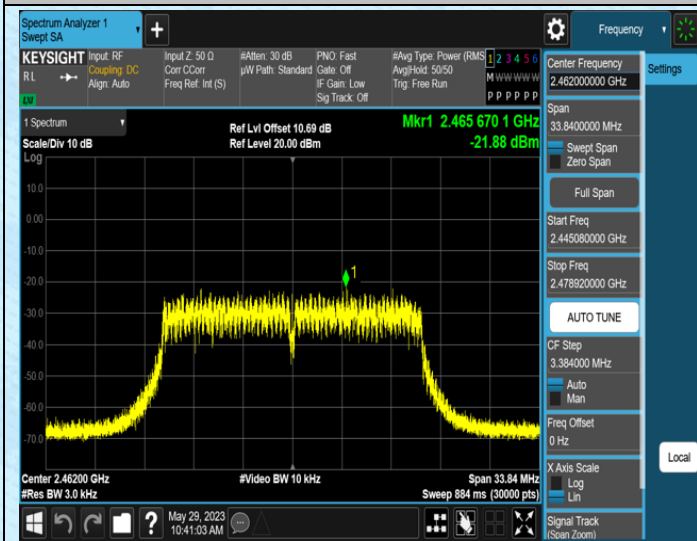 Spectrum Analyzer 1
Swept SA
+
Frequency
KEYSIGHT
RL
LXI
Input: RF
Coupling: DC
Align: Auto
Input Z: 50 Ω
Corr CCorr
Freq Ref: Int (S)
#Atten: 30 dB
µW Path: Standard
PNO: Fast
Gate: Off
IF Gain: Low
Sig Track: Off
#Avg Type: Power (RMS
Avg|Hold: 50/50
Trig: Free Run
1 2 3 4 5 6
M W W W W W
P P P P P P
1 Spectrum
Scale/Div 10 dB
Log
Ref Lvl Offset 10.69 dB
Ref Level 20.00 dBm
Mkr1 2.465 670 1 GHz
-21.88 dBm
10.0
0.00
-10.0
-20.0
-30.0
-40.0
-50.0
-60.0
-70.0
1
Center 2.46200 GHz
#Res BW 3.0 kHz
#Video BW 10 kHz
Span 33.84 MHz
Sweep 884 ms (30000 pts)
?
May 29, 2023
10:41:03 AM
Center Frequency
2.462000000 GHz
Span
33.8400000 MHz
Swept Span
Zero Span
Full Span
Start Freq
2.445080000 GHz
Stop Freq
2.478920000 GHz
AUTO TUNE
CF Step
3.384000 MHz
Auto
Man
Freq Offset
0 Hz
X Axis Scale
Log
Lin
Signal Track
(Span Zoom)
Settings
Local